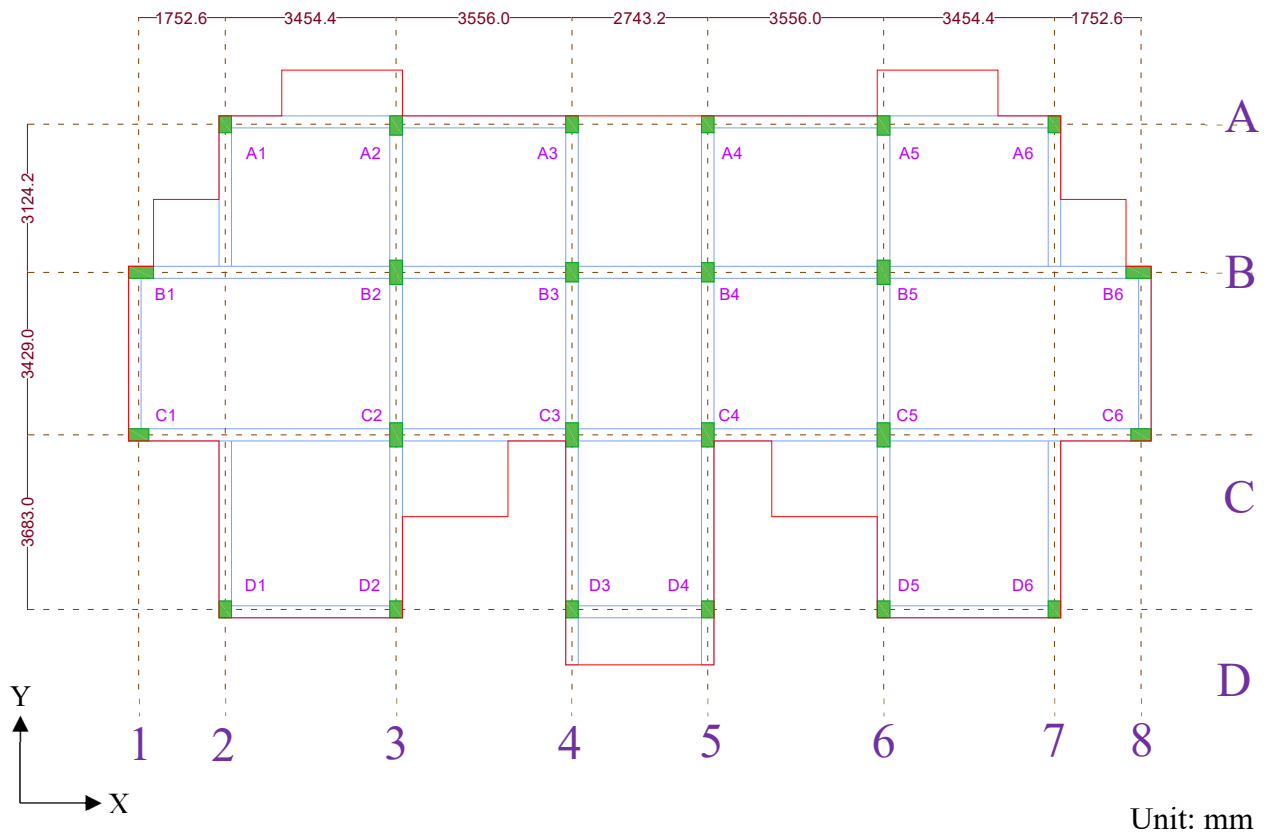 1752.6 3454.4 3556.0 2743.2 3556.0 3454.4 1752.6
A
A1 A2 A3 A4 A5 A6
3124.2
B
B1 B2 B3 B4 B5 B6
3429.0
C1 C2 C3 C4 C5 C6
C
3683.0
D1 D2 D3 D4 D5 D6
D
Y
1 2 3 4 5 6 7 8
X
Unit: mm